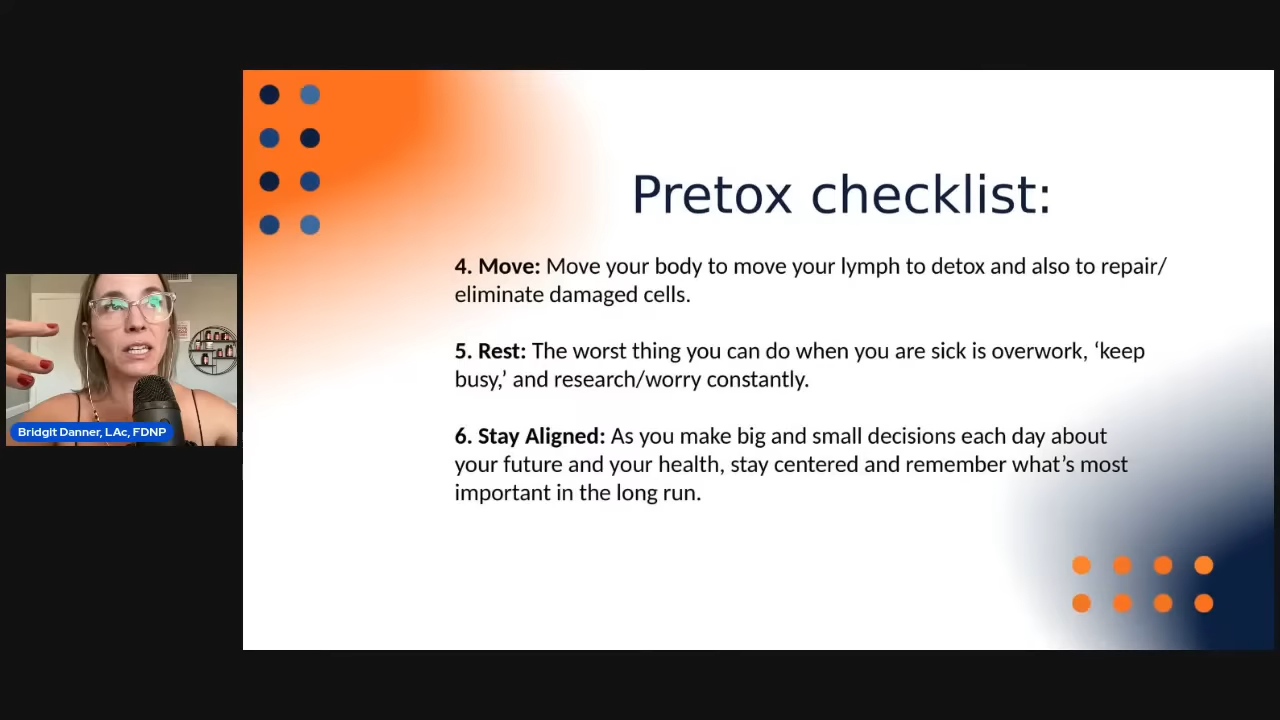 Pretox checklist:
4. Move: Move your body to move your lymph to detox and also to repair/
eliminate damaged cells.
5. Rest: The worst thing you can do when you are sick is overwork, ‘keep
busy,’ and research/worry constantly.
6. Stay Aligned: As you make big and small decisions each day about
your future and your health, stay centered and remember what’s most
important in the long run.
Bridgit Danner, LAc, FDNP